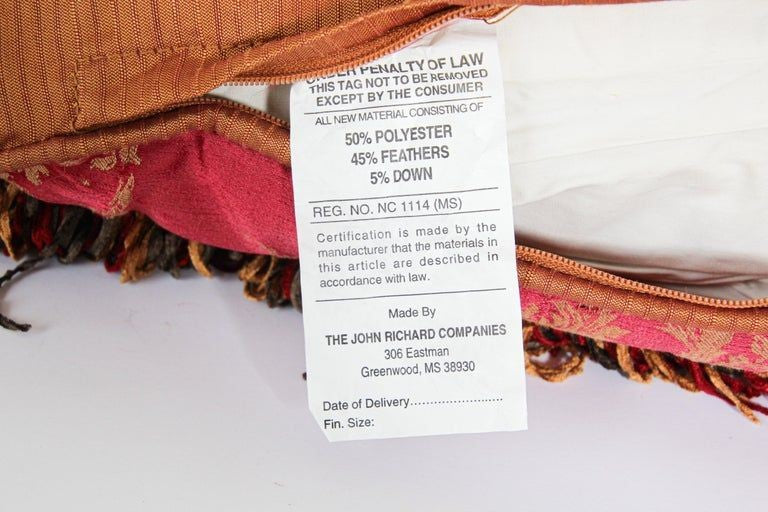 UNDER PENALTY OF LAW
THIS TAG NOT TO BE REMOVED
EXCEPT BY THE CONSUMER
ALL NEW MATERIAL CONSISTING OF
50% POLYESTER
45% FEATHERS
5% DOWN
REG. NO. NC 1114 (MS)
Certification is made by the
manufacturer that the materials in
this article are described in
accordance with law.
Made By
THE JOHN RICHARD COMPANIES
306 Eastman
Greenwood, MS 38930
Date of Delivery.......................
Fin. Size: